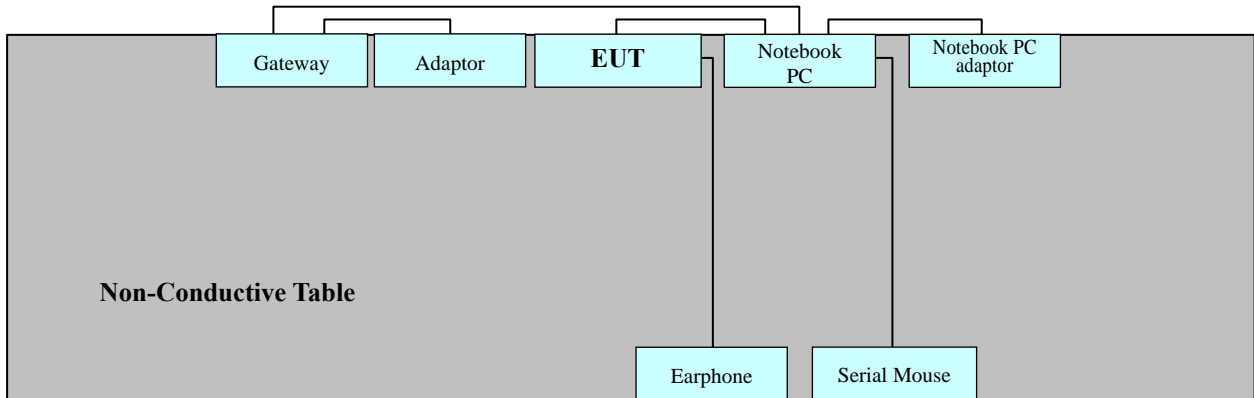 Gateway
Adaptor
EUT
Notebook
PC
Notebook PC
adaptor
Non-Conductive Table
Earphone
Serial Mouse